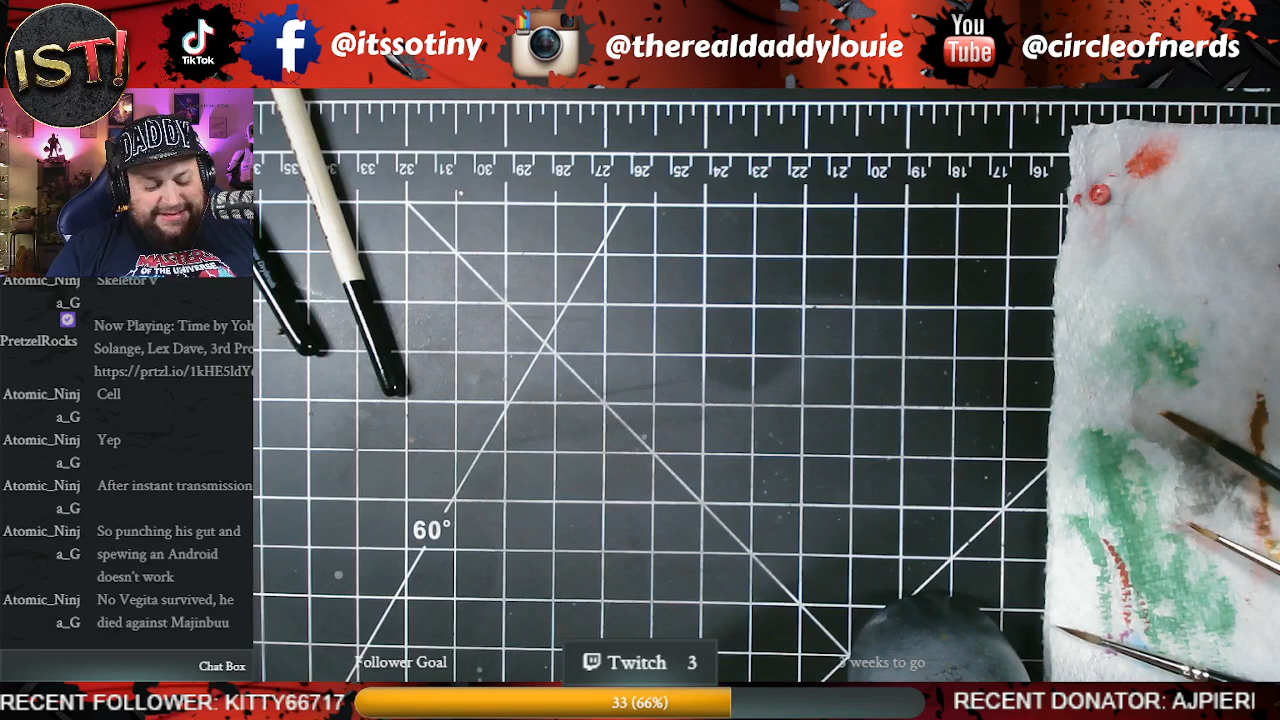 IST!
TikTok
@itssotiny
@therealdaddylouie
You Tube
@circleofnerds
DADDY
MASTERS
OF THE UNIVERSE
35 33 32 31 30 29 28 27 26 25 24 23 22 21 20 19 18 17 16
60°
Atomic_Ninj Skeletor v
a_G
PretzelRocks
Now Playing: Time by Yoh
Solange, Lex Dave, 3rd Pro
https://prtzl.io/1kHE5ldY
Atomic_Ninj Cell
a_G
Atomic_Ninj Yep
a_G
Atomic_Ninj After instant transmission
a_G
Atomic_Ninj So punching his gut and
a_G spewing an Android
doesn't work
Atomic_Ninj No Vegita survived, he
a_G died against Majinbuu
Chat Box
Follower Goal
Twitch 3
weeks to go
RECENT FOLLOWER: KITTY66717
33 (66%)
RECENT DONATOR: AJPIERI